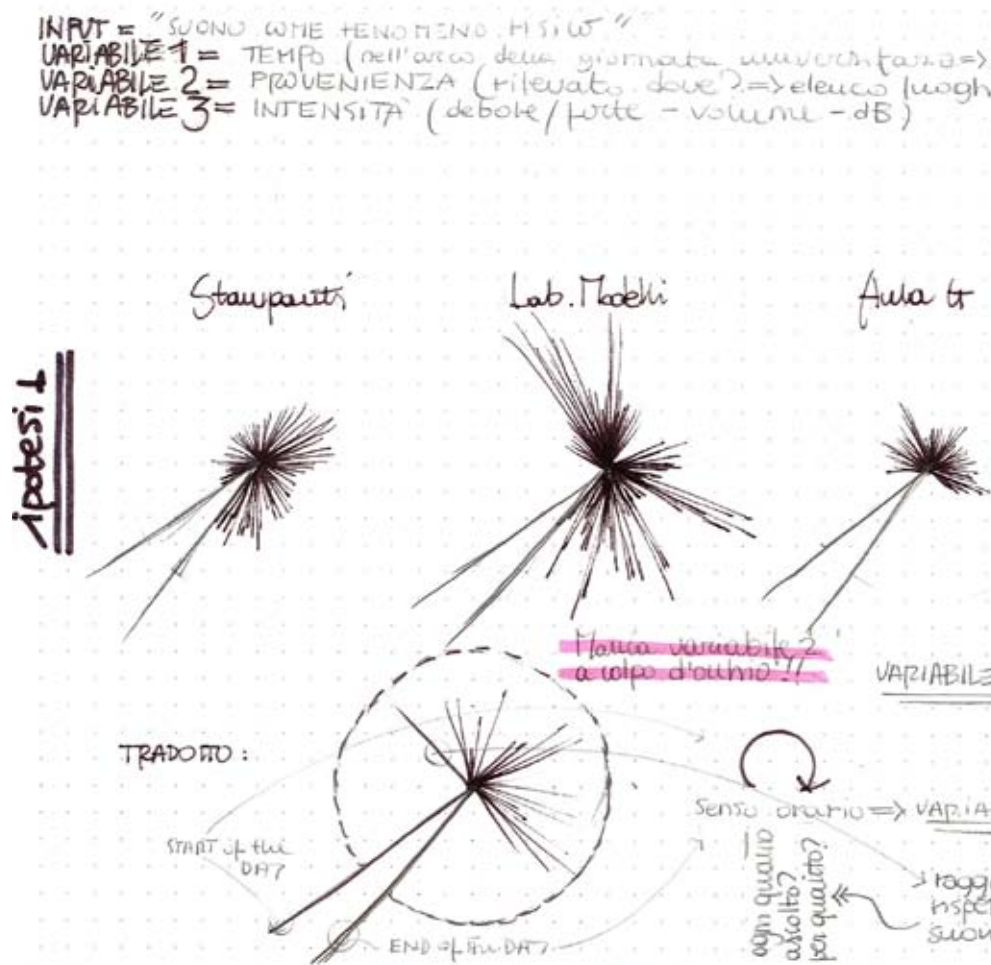 INPUT = "SUONO COME FENOMENO FISICO"
VARIABILE 1 = TEMPO (nell'arco della giornata universitaria =>
VARIABILE 2 = PROVENIENZA (rilevato dove? => elenco luogh
VARIABILE 3 = INTENSITÀ (debole/forte - volume - dB)
Stampanti Lab. Modelli Aula G
ipotesi 1
Manca variabile 2
a colpo d'occhio!!
VARIABILE
TRADOTTO:
Senso orario => VARIA
START of the
DAY
END of the DAY
ogni quanto
ascolto?
per quanto?
raggi
rispe
suon